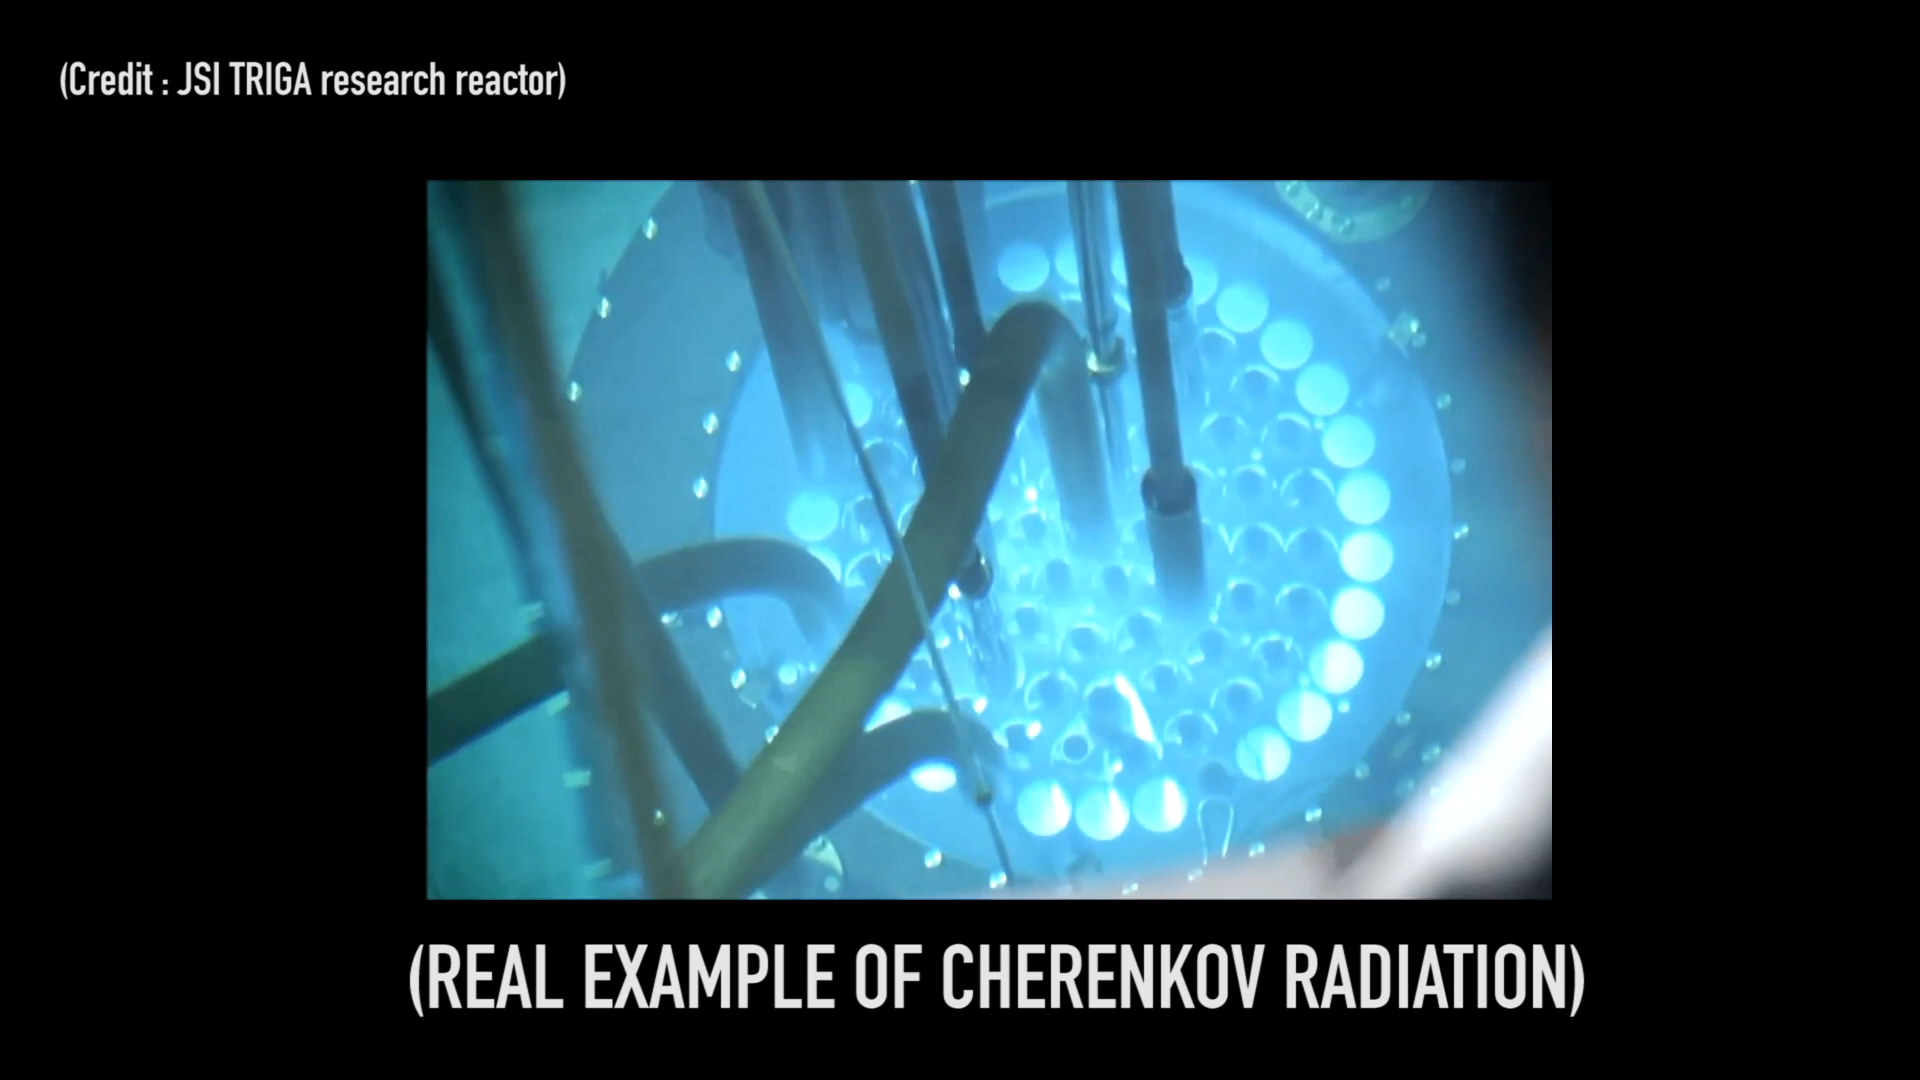 (Credit : JSI TRIGA research reactor)
(REAL EXAMPLE OF CHERENKOV RADIATION)